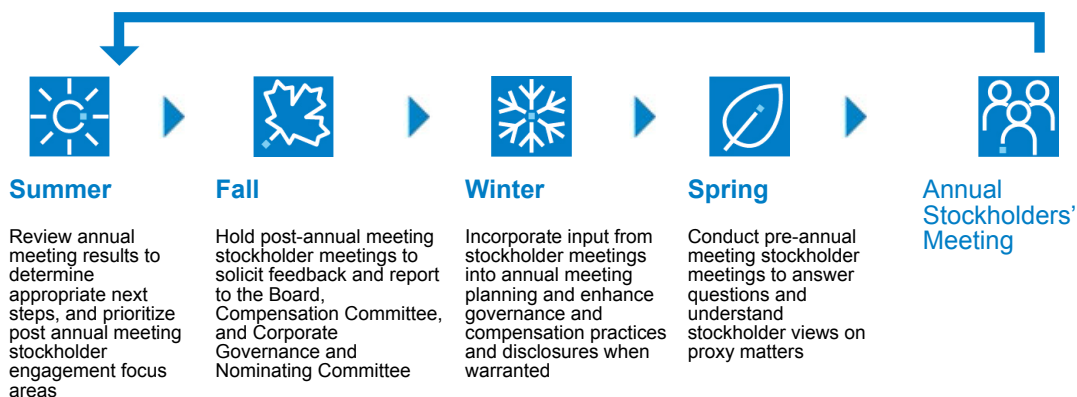 Summer
Review annual
meeting results to
determine
appropriate next
steps, and prioritize
post annual meeting
stockholder
engagement focus
areas
Fall
Hold post-annual meeting
stockholder meetings to
solicit feedback and report
to the Board,
Compensation Committee,
and Corporate
Governance and
Nominating Committee
Winter
Incorporate input from
stockholder meetings
into annual meeting
planning and enhance
governance and
compensation practices
and disclosures when
warranted
Spring
Conduct pre-annual
meeting stockholder
meetings to answer
questions and
understand
stockholder views on
proxy matters
Annual
Stockholders’
Meeting